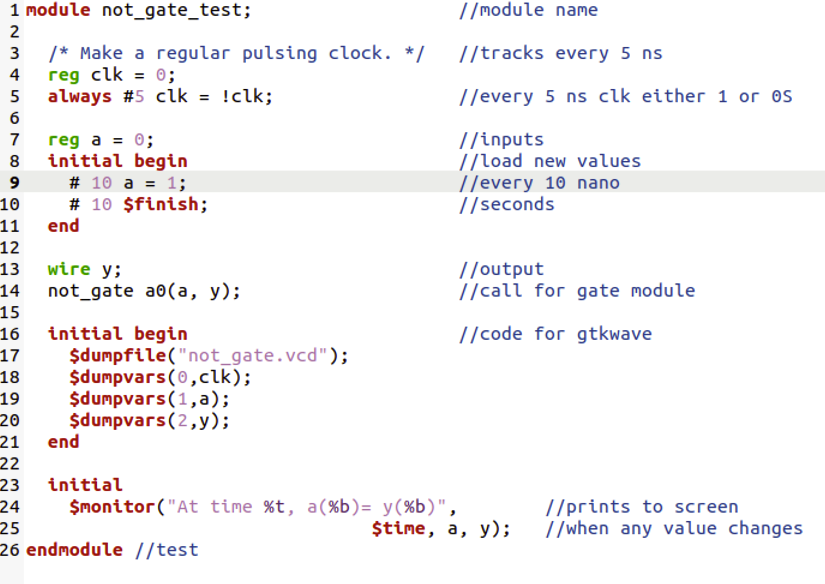 1 module not_gate_test; //module name
2
3 /* Make a regular pulsing clock. */ //tracks every 5 ns
4 reg clk = 0;
5 always #5 clk = !clk; //every 5 ns clk either 1 or 0S
6
7 reg a = 0; //inputs
8 initial begin //load new values
9 # 10 a = 1; //every 10 nano
10 # 10 $finish; //seconds
11 end
12
13 wire y; //output
14 not_gate a0(a, y); //call for gate module
15
16 initial begin //code for gtkwave
17 $dumpfile("not_gate.vcd");
18 $dumpvars(0,clk);
19 $dumpvars(1,a);
20 $dumpvars(2,y);
21 end
22
23 initial
24 $monitor("At time %t, a(%b)= y(%b)", //prints to screen
25 $time, a, y); //when any value changes
26 endmodule //test